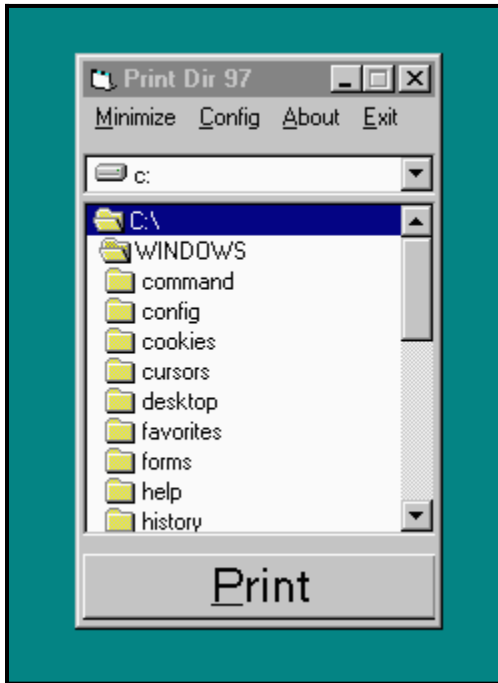 Print Dir 97
Minimize Config About Exit
c:
C:\
WINDOWS
command
config
cookies
cursors
desktop
favorites
forms
help
history
Print